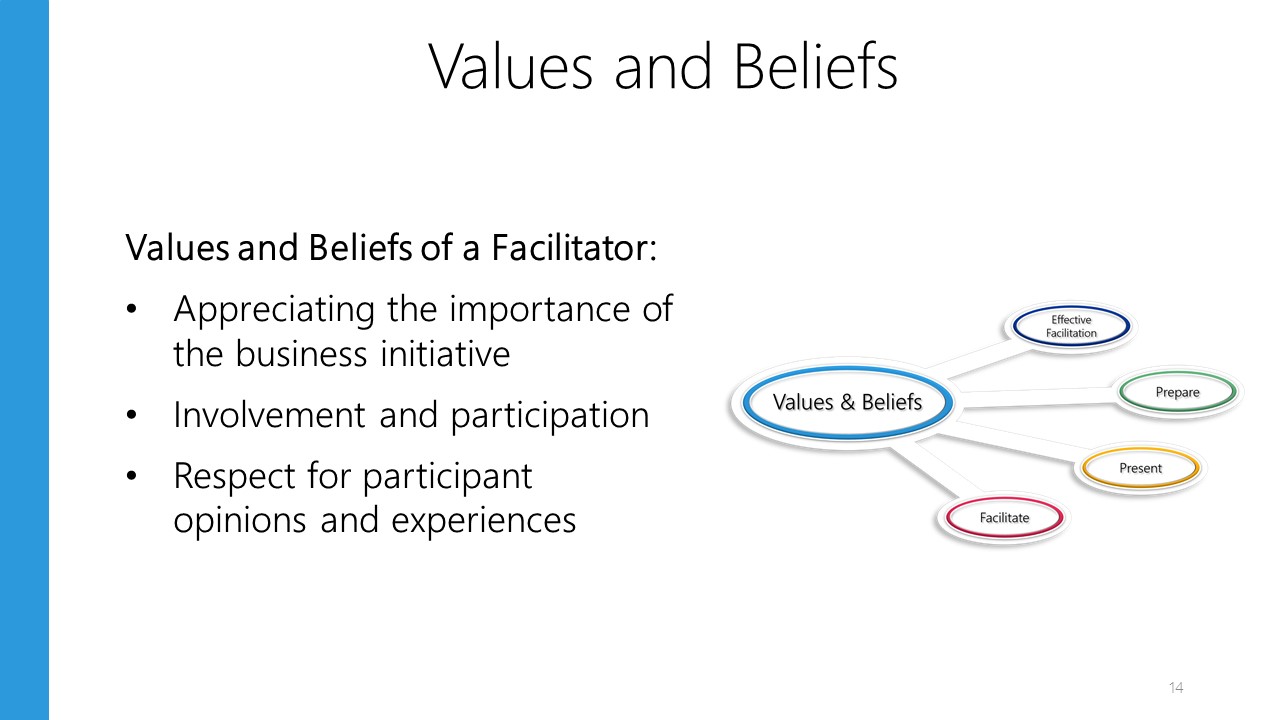 Values and Beliefs
Values and Beliefs of a Facilitator:
• Appreciating the importance of
the business initiative
• Involvement and participation
• Respect for participant
opinions and experiences
Effective
Facilitation
Prepare
Values & Beliefs
Present
Facilitate
14